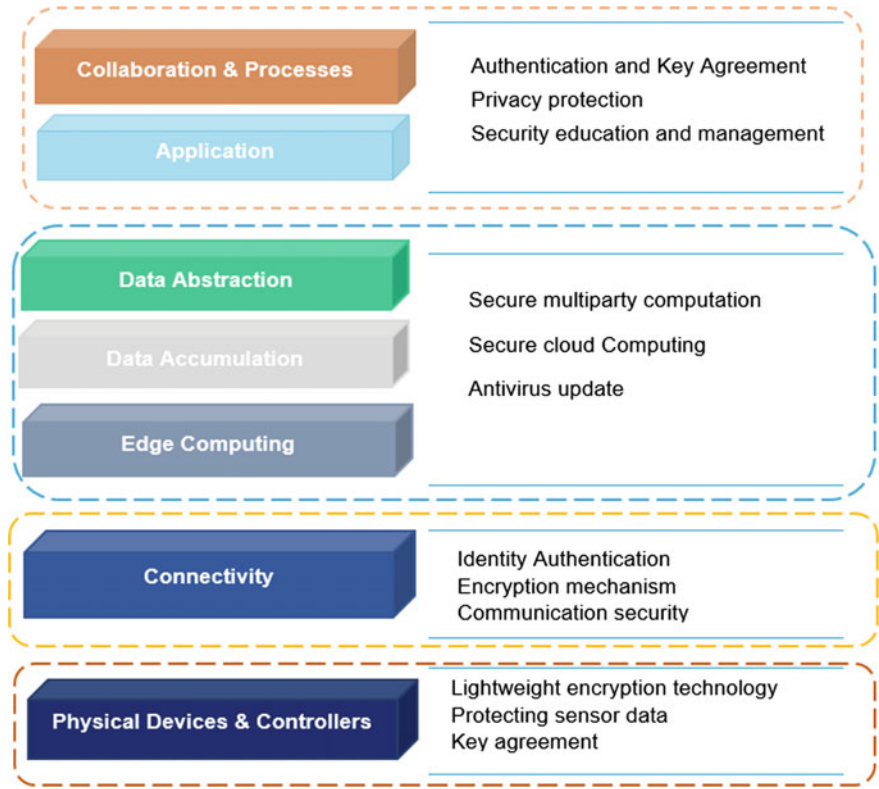 Collaboration & Processes
Application
Authentication and Key Agreement
Privacy protection
Security education and management
Data Abstraction
Data Accumulation
Edge Computing
Secure multiparty computation
Secure cloud Computing
Antivirus update
Connectivity
Identity Authentication
Encryption mechanism
Communication security
Physical Devices & Controllers
Lightweight encryption technology
Protecting sensor data
Key agreement